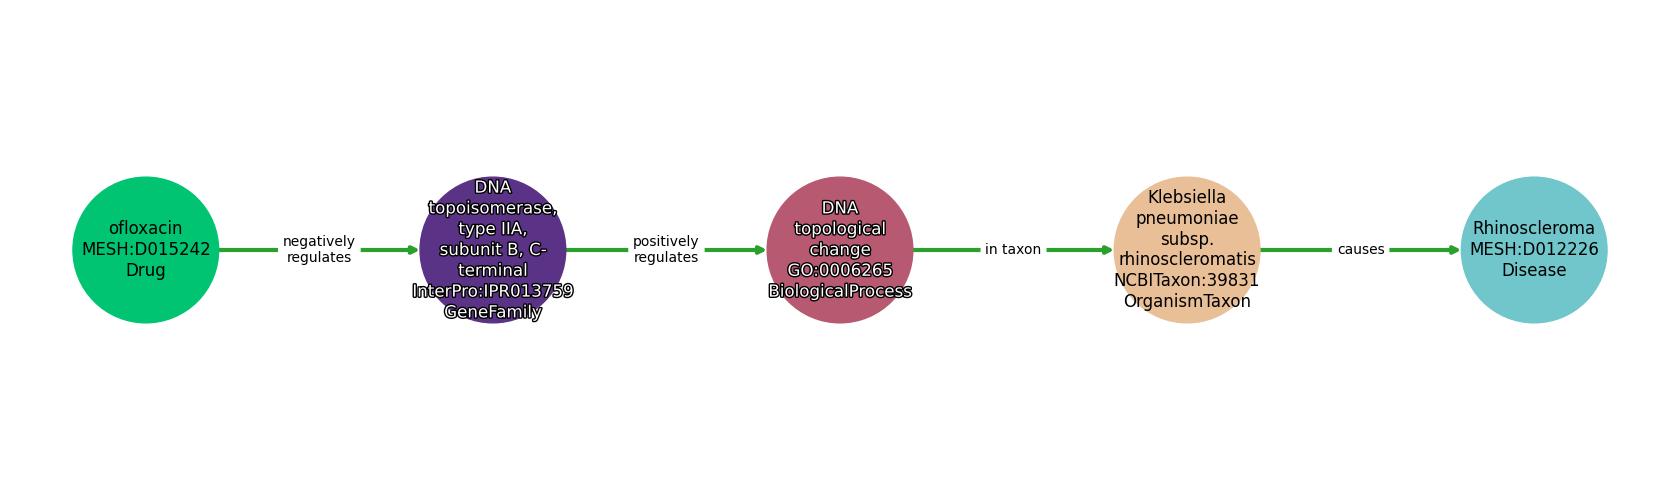 ofloxacin
MESH:D015242
Drug
negatively
regulates
DNA
topoisomerase,
type IIA,
subunit B, C-
terminal
InterPro:IPR013759
GeneFamily
positively
regulates
DNA
topological
change
GO:0006265
BiologicalProcess
in taxon
Klebsiella
pneumoniae
subsp.
rhinoscleromatis
NCBITaxon:39831
OrganismTaxon
causes
Rhinoscleroma
MESH:D012226
Disease